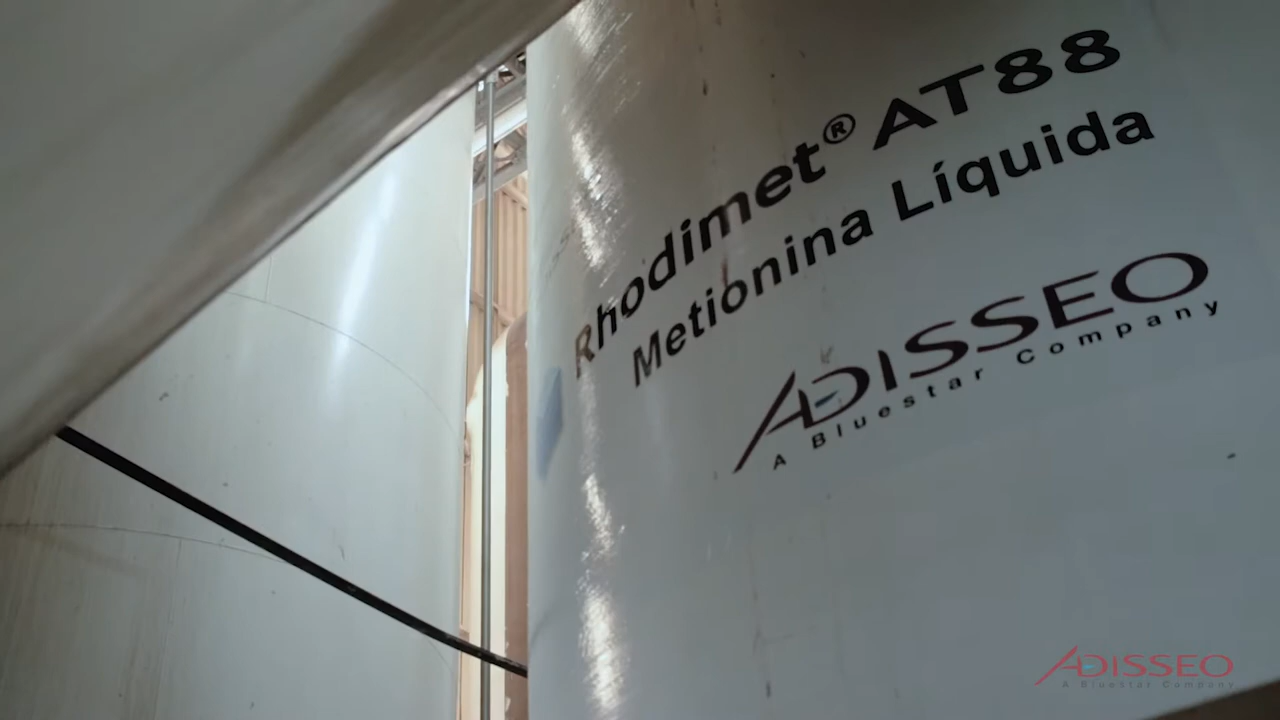 Rhodimet® AT88
Metionina Líquida
ADISSEO
A Bluestar Company
ADISSEO
A Bluestar Company